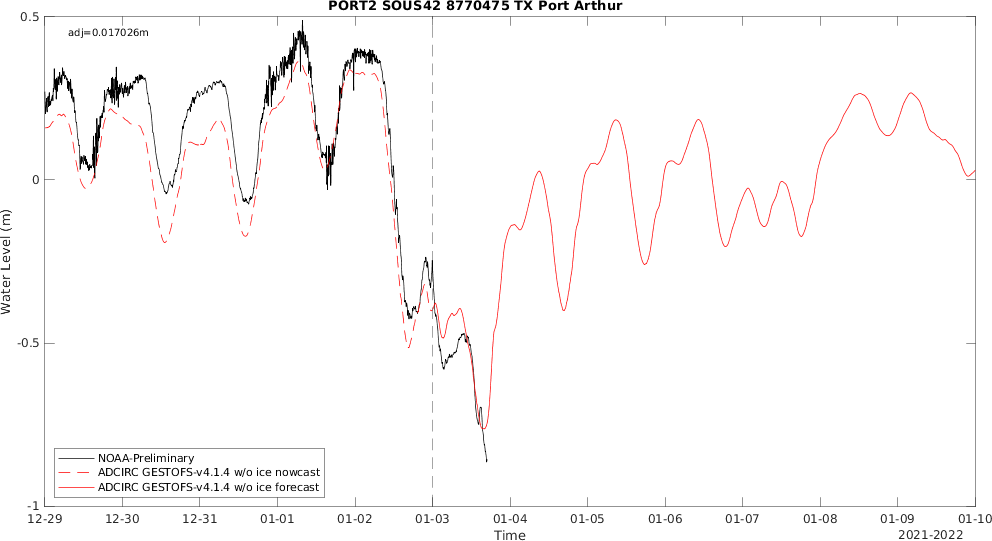 PORT2 SOUS42 8770475 TX Port Arthur
adj=0.017026m
0.5
0
-0.5
-1
Water Level (m)
NOAA-Preliminary
ADCIRC GESTOFS-v4.1.4 w/o ice nowcast
ADCIRC GESTOFS-v4.1.4 w/o ice forecast
12-29 12-30 12-31 01-01 01-02 01-03 01-04 01-05 01-06 01-07 01-08 01-09 01-10
Time
2021-2022